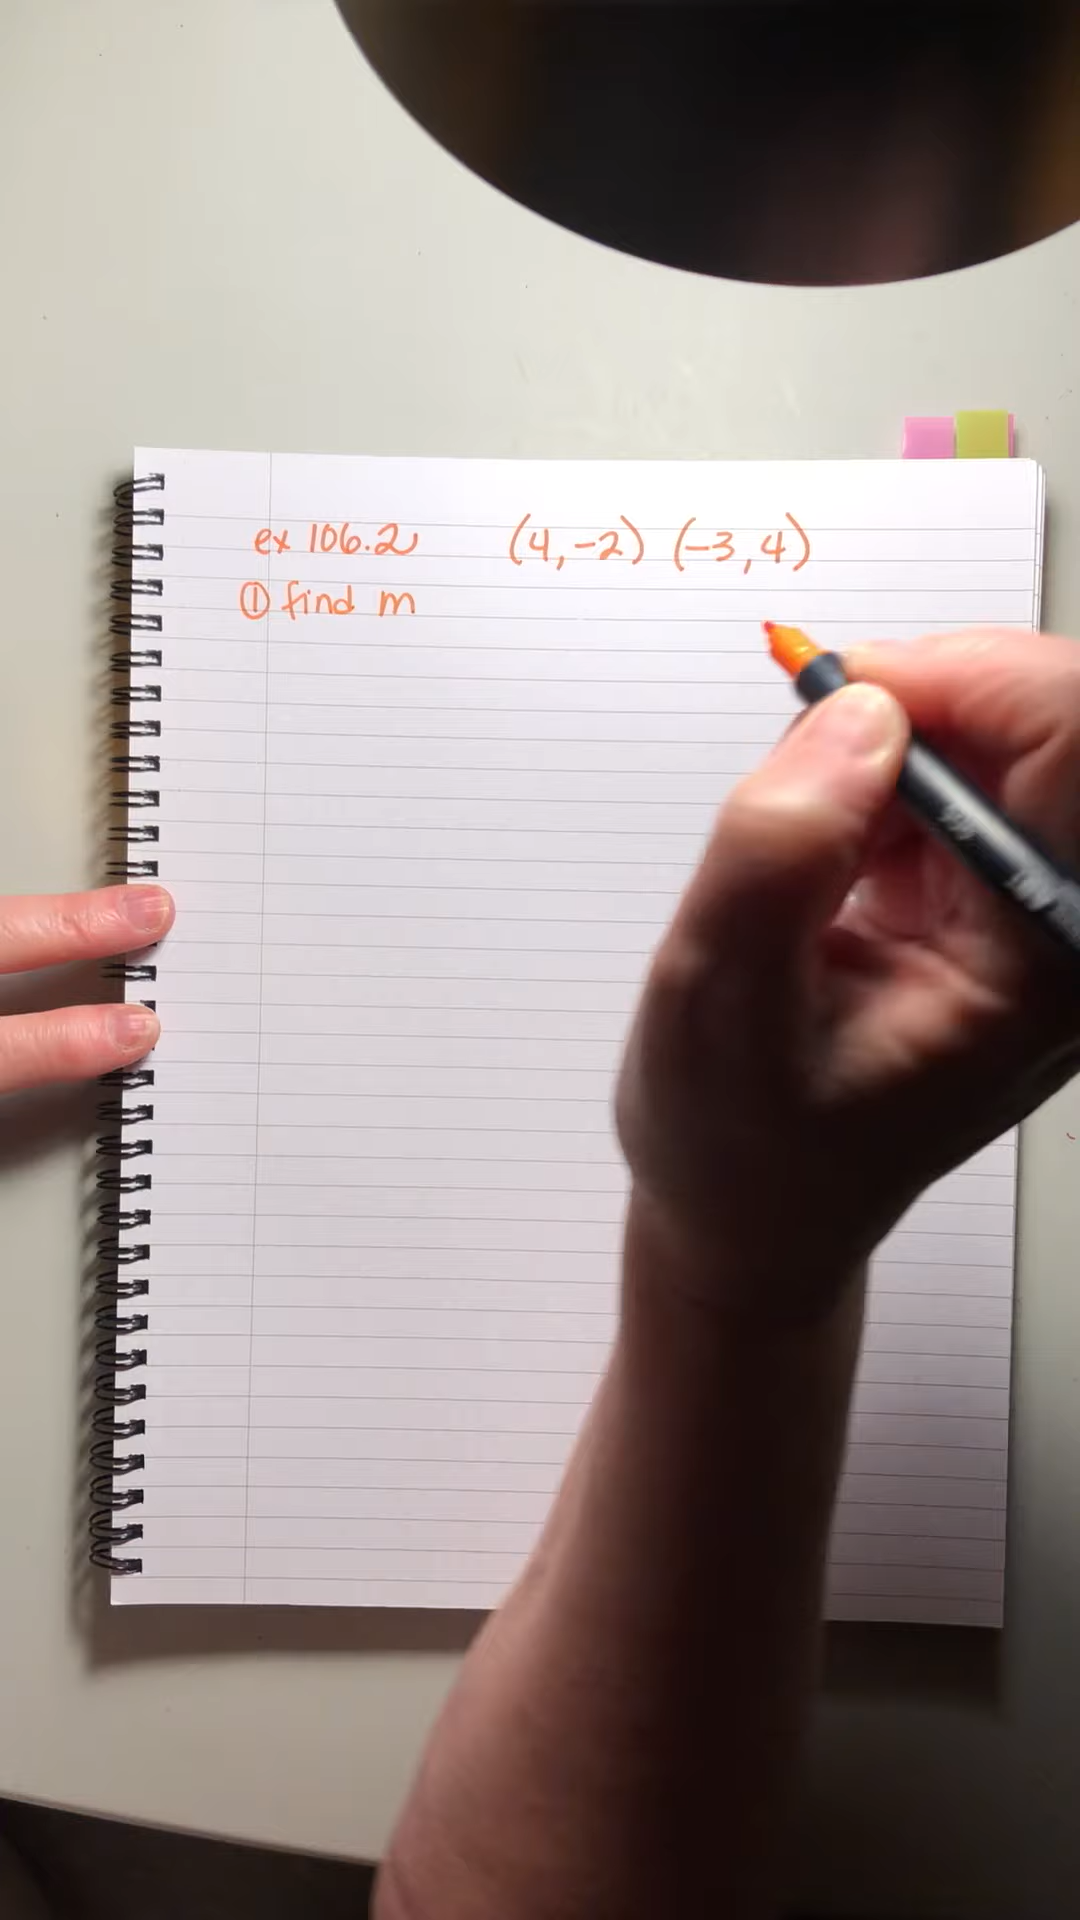 ex 106.2 (4,-2) (-3,4)
① find m